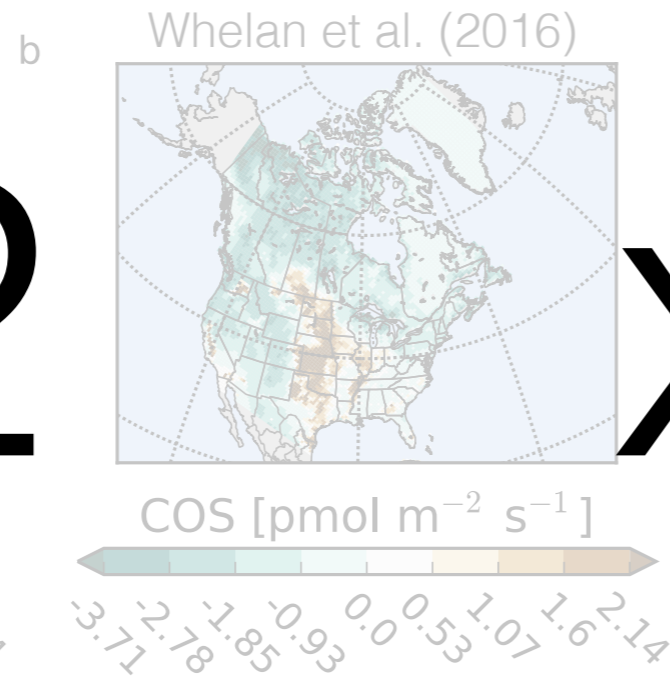 b
Whelan et al. (2016)
COS [pmol m−2 s−1]
-3.71 -2.78 -1.85 -0.93 0.0 0.53 1.07 1.6 2.14